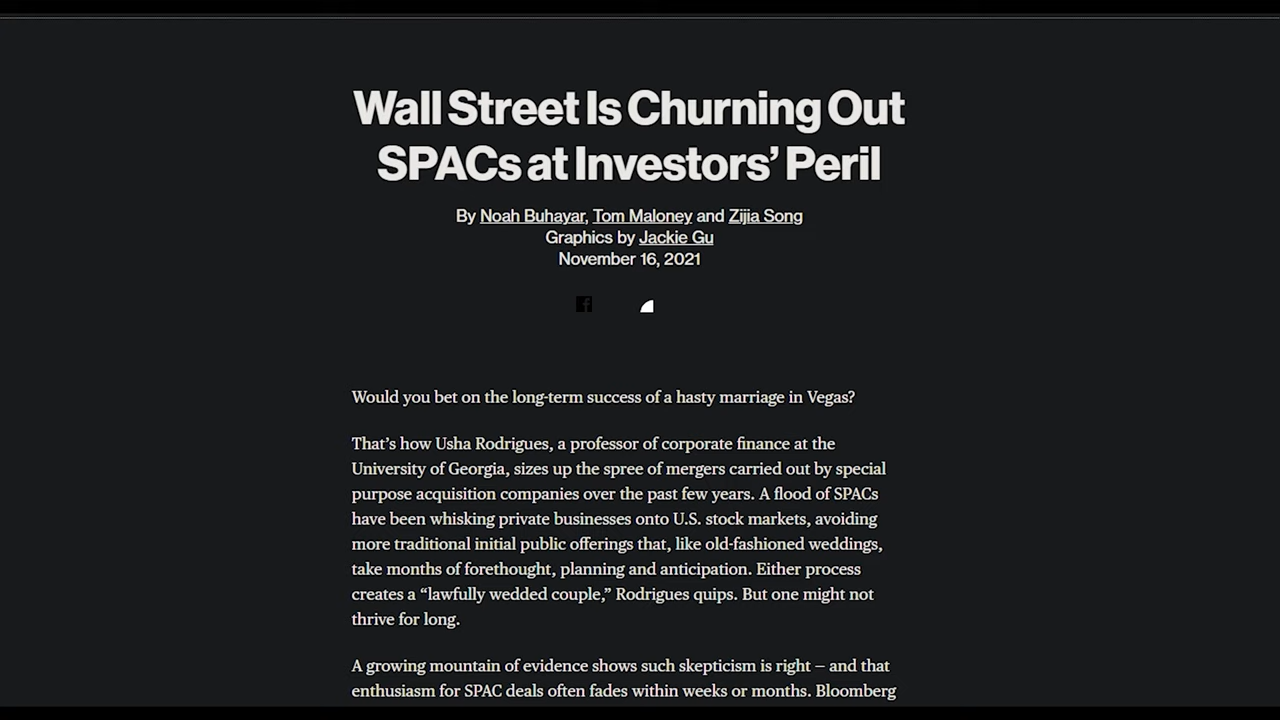 Wall Street Is Churning Out
SPACs at Investors’ Peril
By Noah Buhayar, Tom Maloney and Zijia Song
Graphics by Jackie Gu
November 16, 2021
Would you bet on the long-term success of a hasty marriage in Vegas?
That’s how Usha Rodrigues, a professor of corporate finance at the
University of Georgia, sizes up the spree of mergers carried out by special
purpose acquisition companies over the past few years. A flood of SPACs
have been whisking private businesses onto U.S. stock markets, avoiding
more traditional initial public offerings that, like old-fashioned weddings,
take months of forethought, planning and anticipation. Either process
creates a “lawfully wedded couple,” Rodrigues quips. But one might not
thrive for long.
A growing mountain of evidence shows such skepticism is right – and that
enthusiasm for SPAC deals often fades within weeks or months. Bloomberg